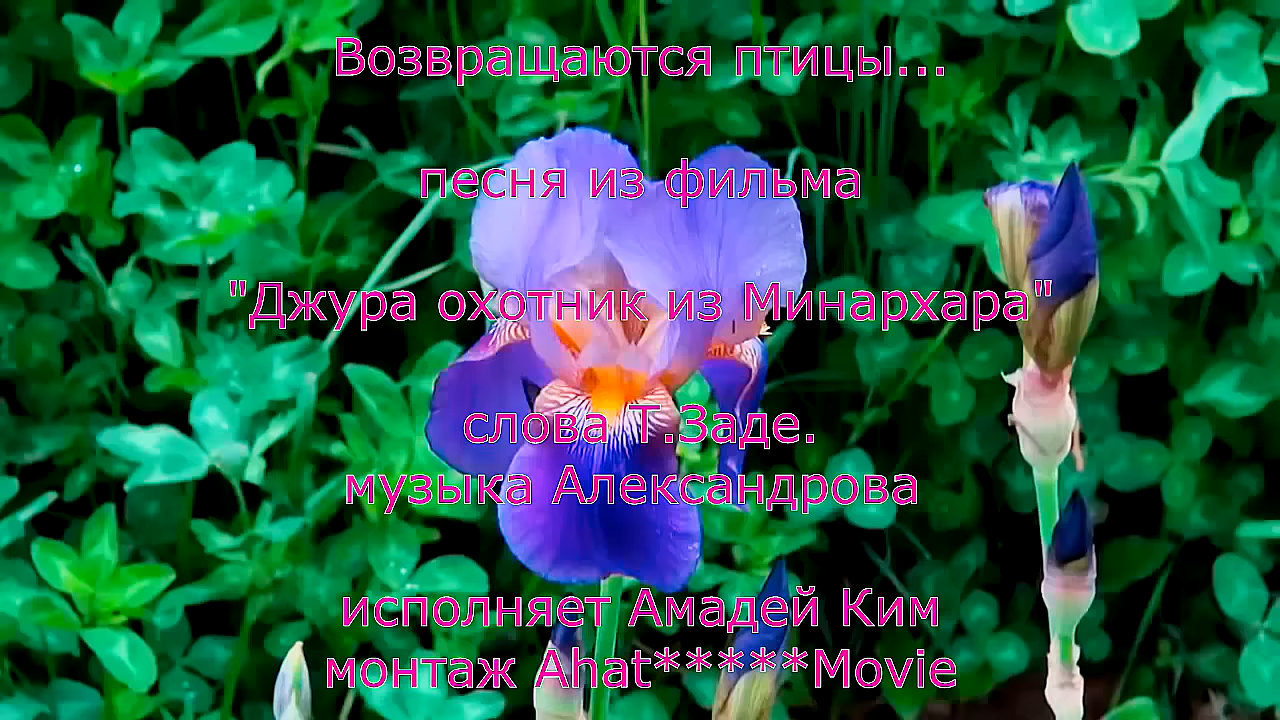 Возвращаются птицы...
песня из фильма
"Джура охотник из Минархара"
слова Т.Заде.
музыка Александрова
исполняет Амадей Ким
монтаж Ahat*****Movie